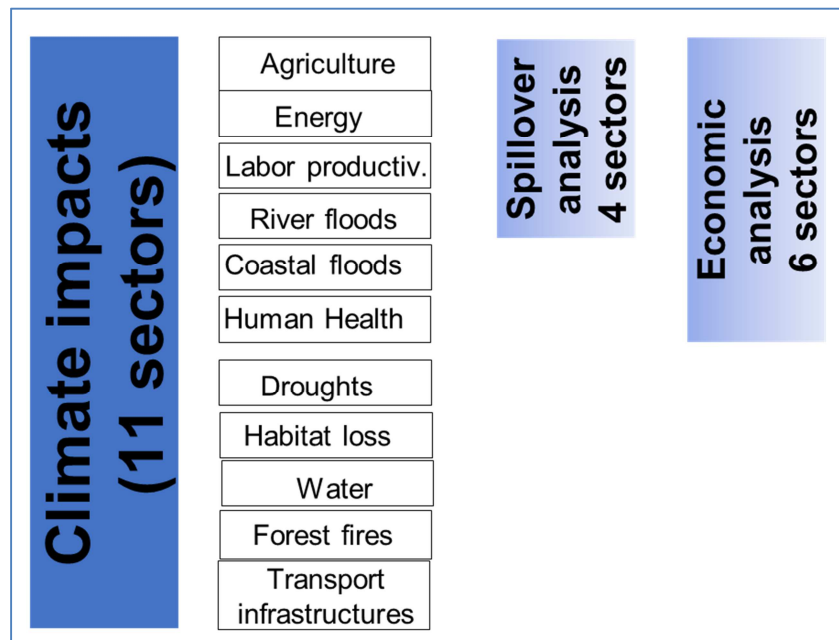 Climate impacts
(11 sectors)
Agriculture
Energy
Labor productiv.
River floods
Coastal floods
Human Health
Droughts
Habitat loss
Water
Forest fires
Transport
infrastructures
Spillover
analysis
4 sectors
Economic
analysis
6 sectors